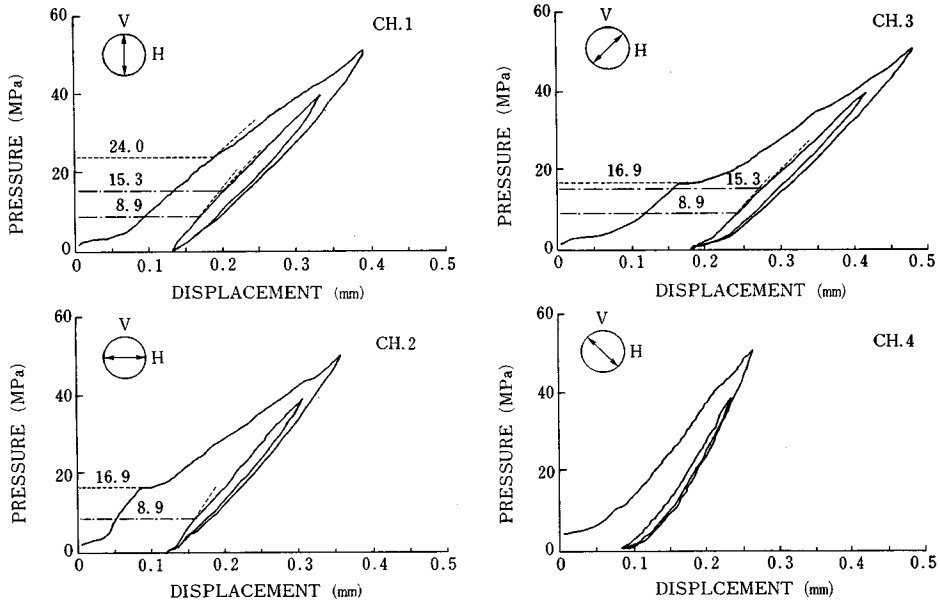 60
V
CH.1
H
40
24.0
20
15.3
8.9
0
0 0.1 0.2 0.3 0.4 0.5
PRESSURE (MPa)
DISPLACEMENT (mm)
60
V
CH.3
H
40
20
16.9
15.3
8.9
0
0 0.1 0.2 0.3 0.4 0.5
PRESSURE (MPa)
DISPLACEMENT (mm)
60
V
CH.2
H
40
20
16.9
8.9
0
0 0.1 0.2 0.3 0.4 0.5
PRESSURE (MPa)
DISPLACEMENT (mm)
60
V
CH.4
H
40
20
0
0 0.1 0.2 0.3 0.4 0.5
PRESSURE (MPa)
DISPLCEMENT (mm)